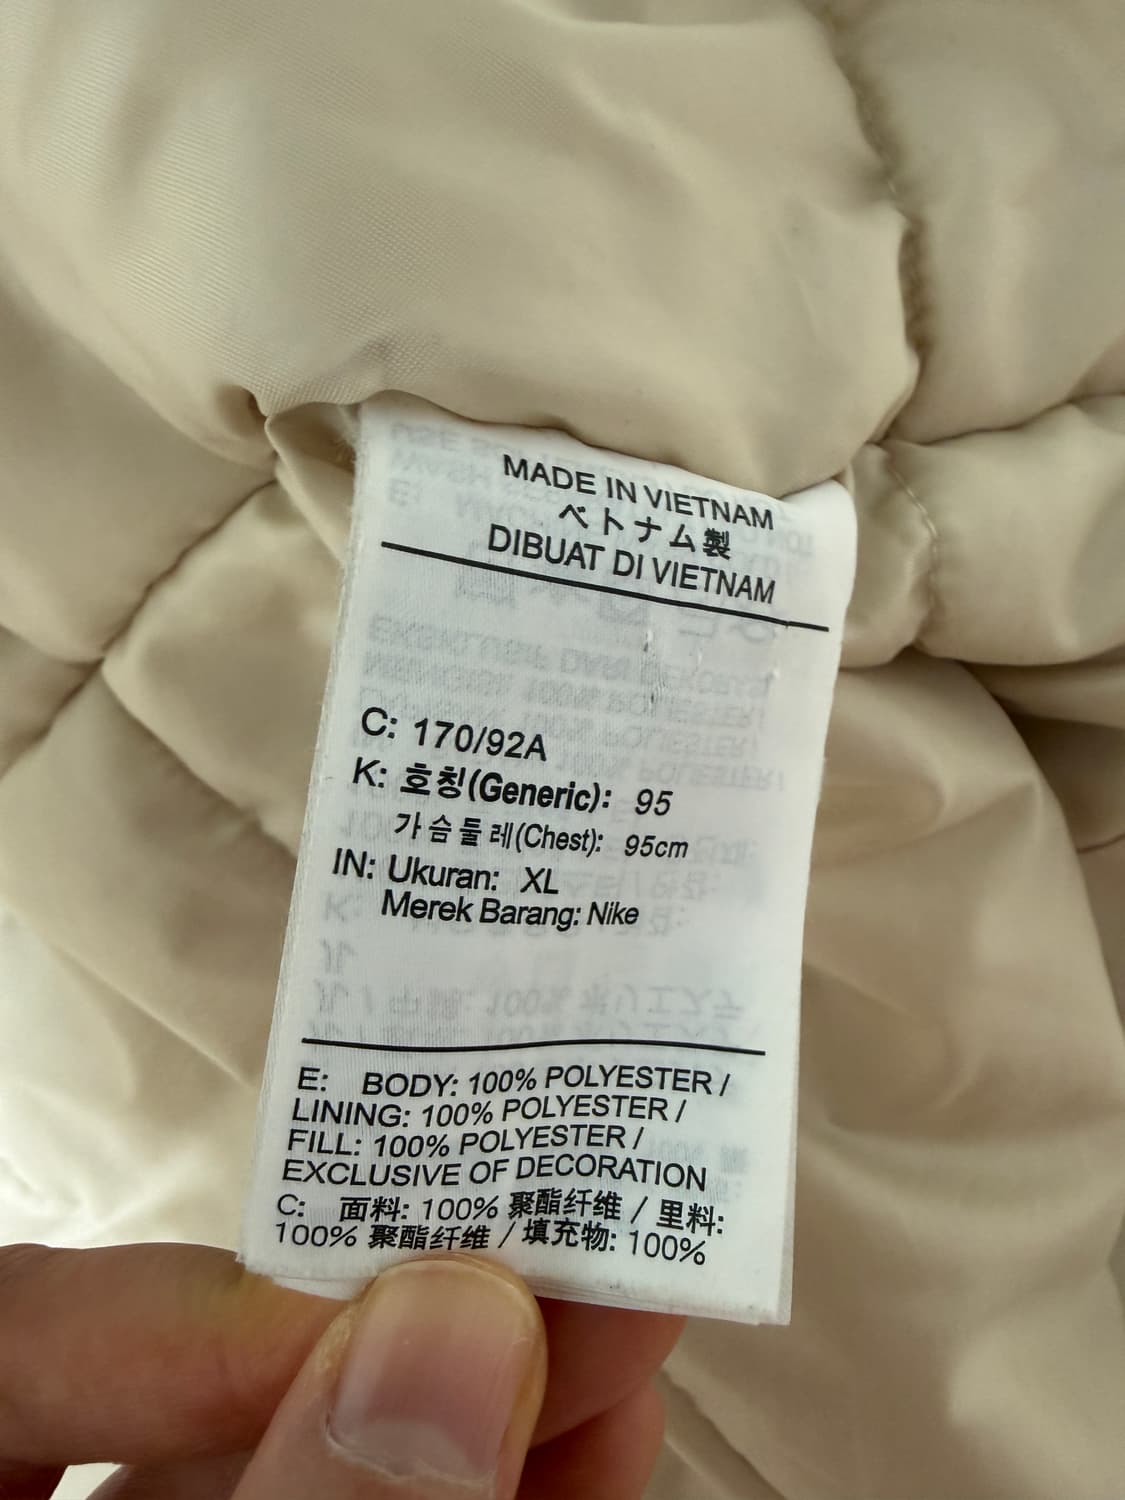 MADE IN VIETNAM
ベトナム製
DIBUAT DI VIETNAM
C: 170/92A
K: 호칭(Generic): 95
가슴둘레(Chest): 95cm
IN: Ukuran: XL
Merek Barang: Nike
E: BODY: 100% POLYESTER /
LINING: 100% POLYESTER /
FILL: 100% POLYESTER /
EXCLUSIVE OF DECORATION
C: 面料: 100% 聚酯纤维 / 里料:
100% 聚酯纤维 / 填充物: 100%